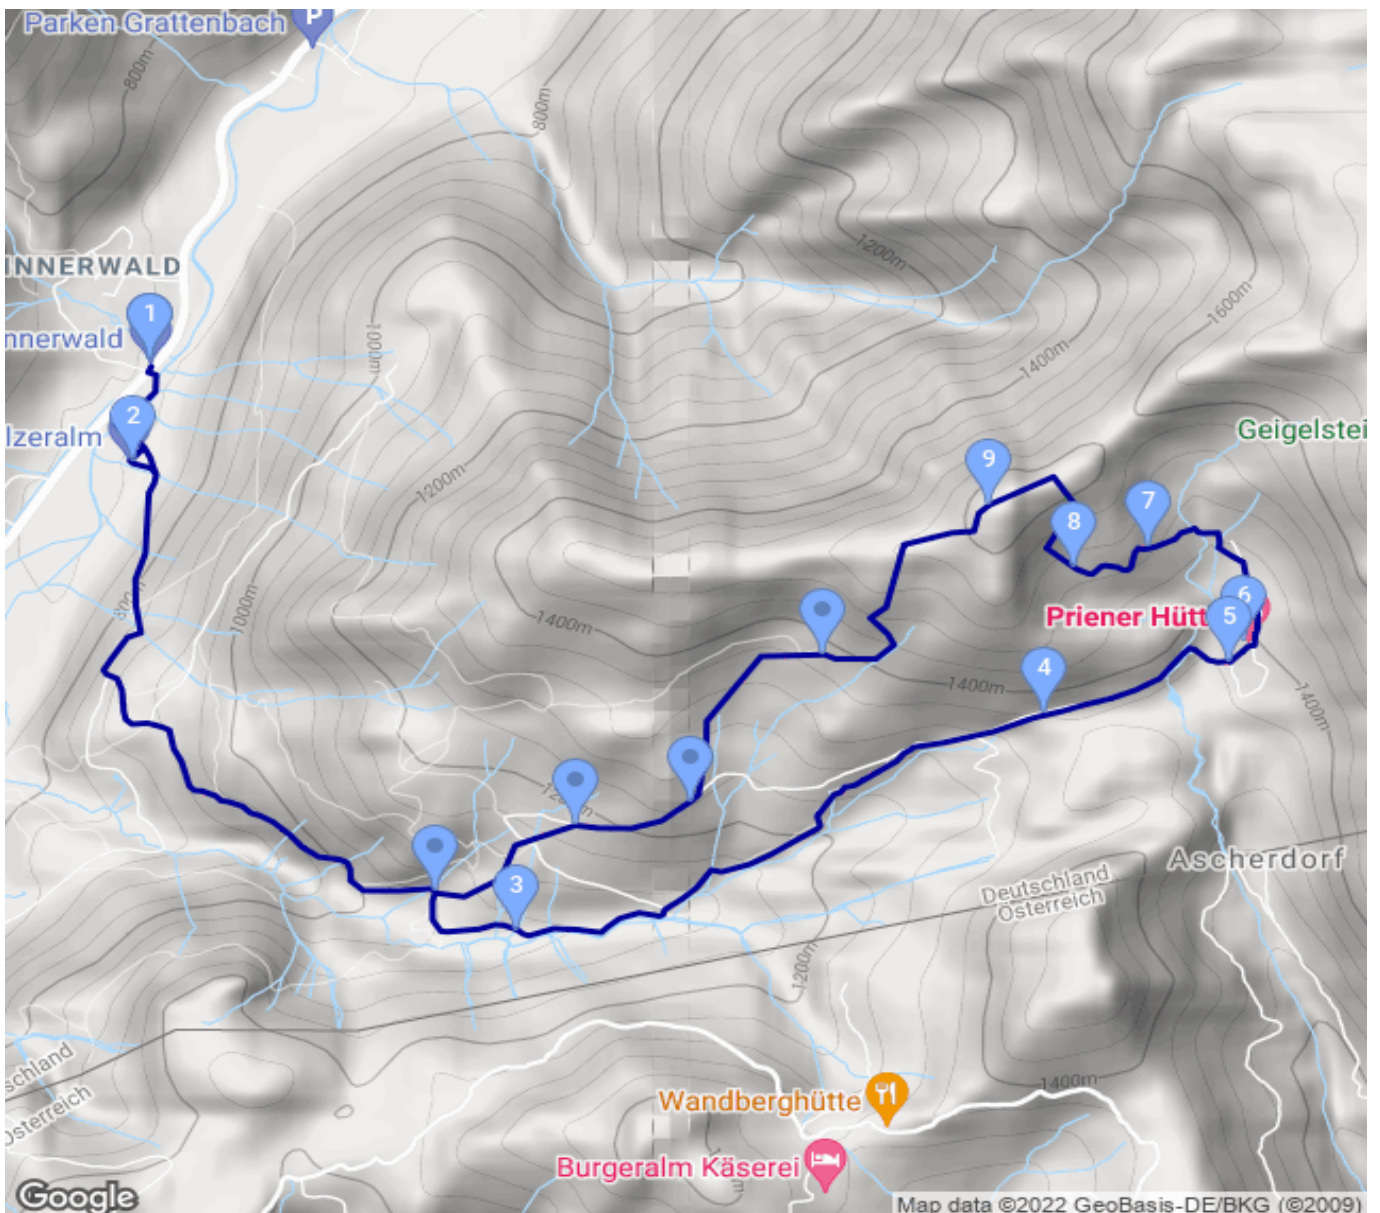 Parken Grattenbach
P
800m
800m
INNERWALD
1200m
1600m
1
nnerwald
1000m
1400m
2
lzeralm
Geigelstei
9
1200m
8
7
1000m
1400m
6
Priener Hütt
5
4
1400m
1400m
3
Ascherdorf
Deutschland
Österreich
1200m
schland
Österreich
1400m
Wandberghütte
Burgeralm Käserei
Google
Map data ©2022 GeoBasis-DE/BKG (©2009)